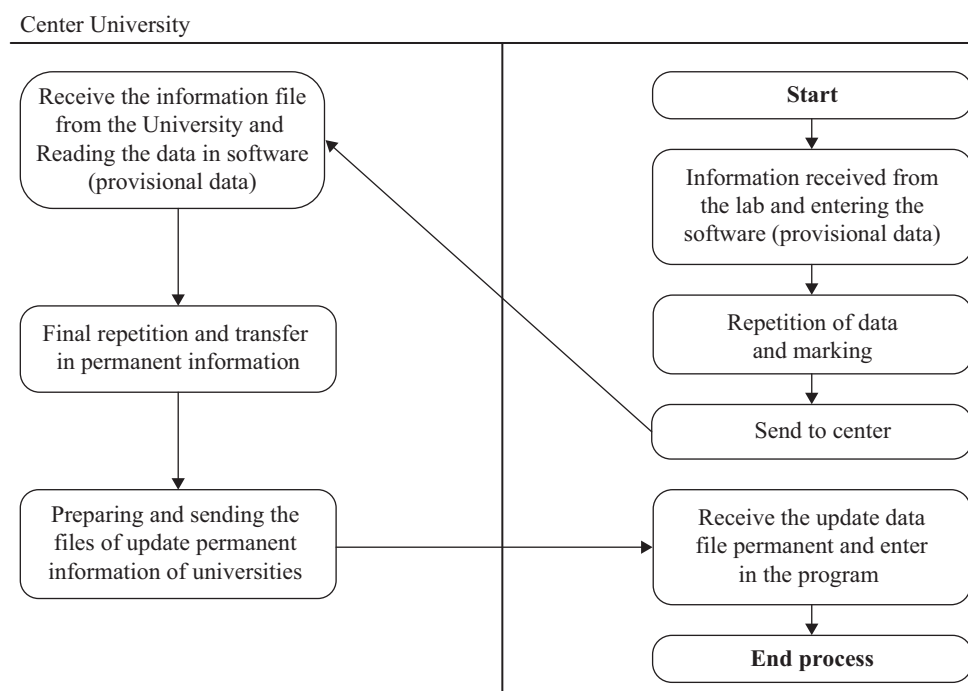 Center University
Receive the information file
from the University and
Reading the data in software
(provisional data)
Final repetition and transfer
in permanent information
Preparing and sending the
files of update permanent
information of universities
Start
Information received from
the lab and entering the
software (provisional data)
Repetition of data
and marking
Send to center
Receive the update data
file permanent and enter
in the program
End process